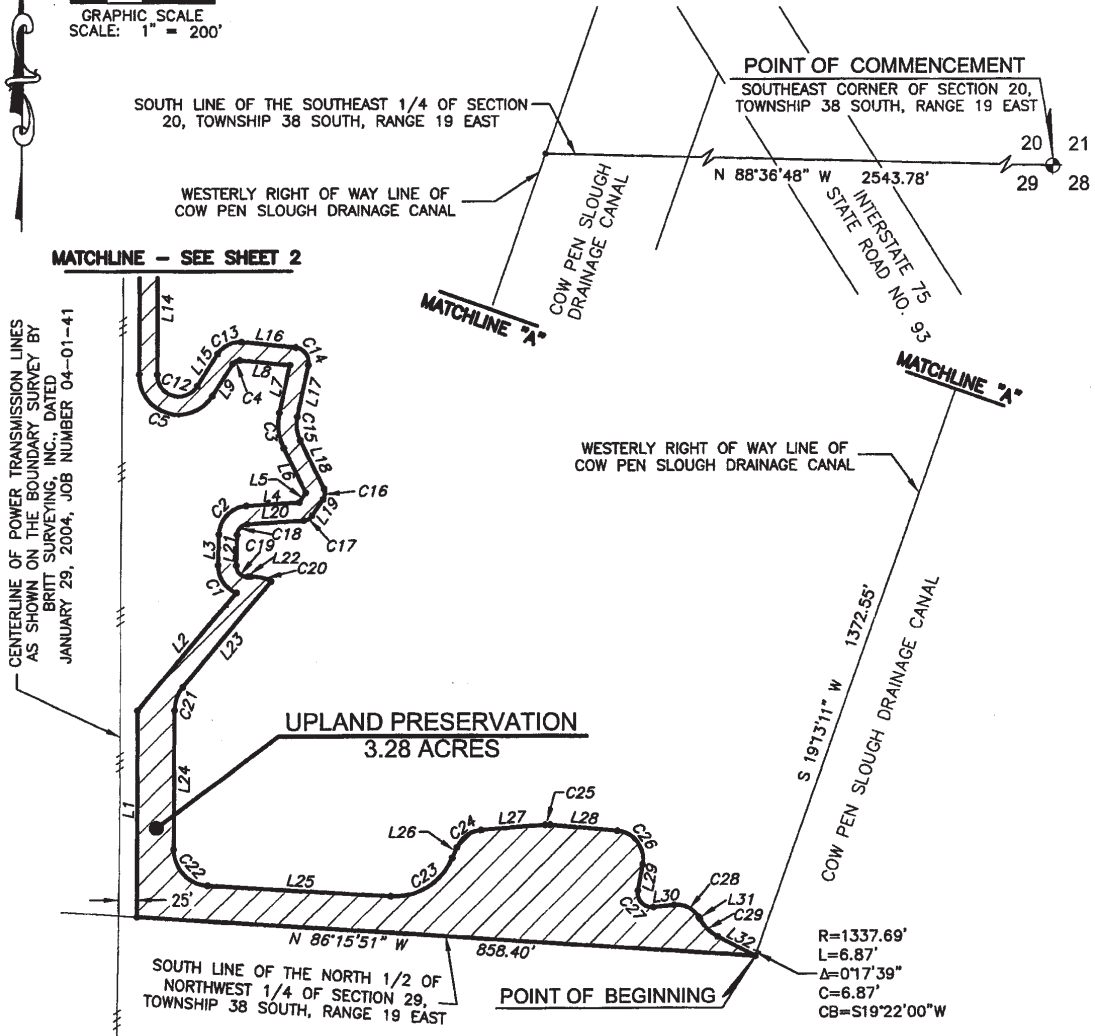 GRAPHIC SCALE
SCALE: 1" = 200'
POINT OF COMMENCEMENT
SOUTHEAST CORNER OF SECTION 20,
TOWNSHIP 38 SOUTH, RANGE 19 EAST
SOUTH LINE OF THE SOUTHEAST 1/4 OF SECTION
20, TOWNSHIP 38 SOUTH, RANGE 19 EAST
20
21
29
28
N 88°36'48" W
2543.78'
WESTERLY RIGHT OF WAY LINE OF
COW PEN SLOUGH DRAINAGE CANAL
COW PEN SLOUGH
DRAINAGE CANAL
INTERSTATE 75
STATE ROAD NO. 93
MATCHLINE - SEE SHEET 2
MATCHLINE "A"
MATCHLINE "A"
CENTERLINE OF POWER TRANSMISSION LINES
AS SHOWN ON THE BOUNDARY SURVEY BY
BRITT SURVEYING, INC., DATED
JANUARY 29, 2004, JOB NUMBER 04-01-41
L14
C13
L16
C14
L15
L8
C12
L9
C4
L7
L17
C5
C3
C15
L6
L18
L5
C16
L4
C2
L20
L19
C17
C18
L3
L21
C19
L22
C20
C1
L2
L23
C21
WESTERLY RIGHT OF WAY LINE OF
COW PEN SLOUGH DRAINAGE CANAL
S 19°13'11" W
1372.55'
COW PEN SLOUGH DRAINAGE CANAL
UPLAND PRESERVATION
3.28 ACRES
L24
L1
C25
L27
L28
C24
L26
C26
C23
C22
L25
L29
C27
L30
C28
L31
C29
L32
25'
N 86°15'51" W
858.40'
SOUTH LINE OF THE NORTH 1/2 OF
NORTHWEST 1/4 OF SECTION 29,
TOWNSHIP 38 SOUTH, RANGE 19 EAST
POINT OF BEGINNING
R=1337.69'
L=6.87'
Δ=0°17'39"
C=6.87'
CB=S19°22'00"W